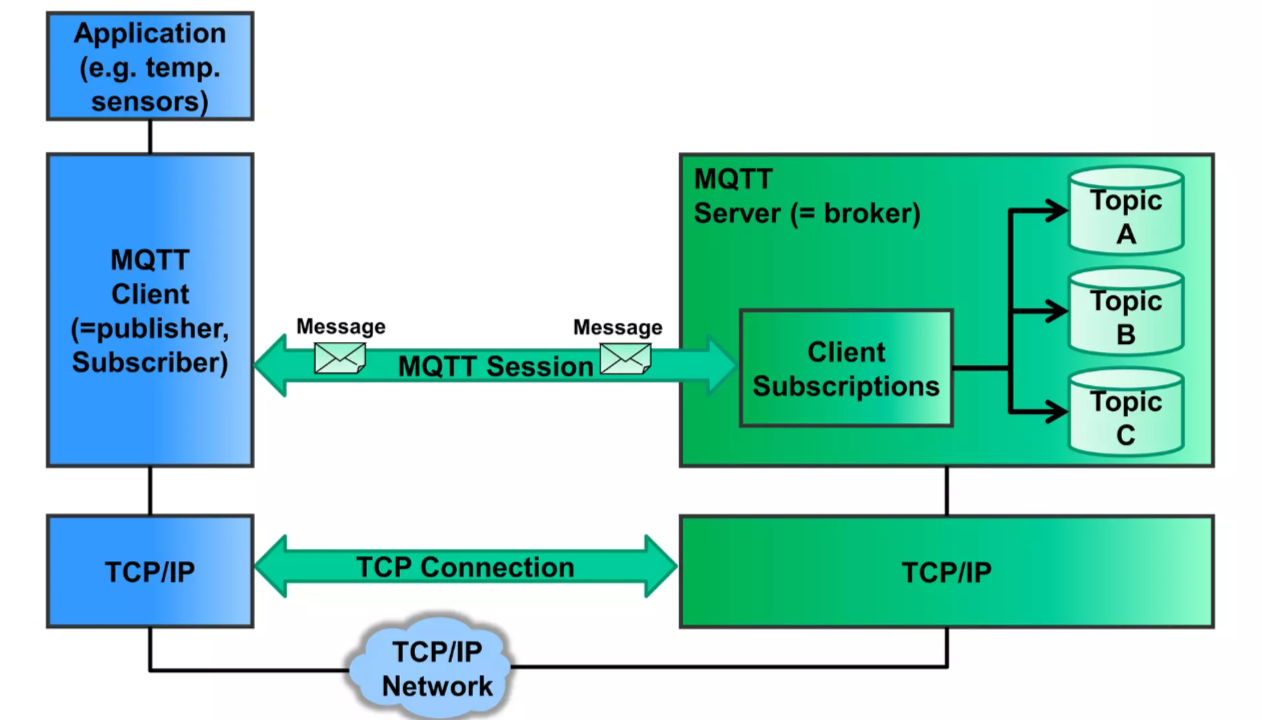 Application
(e.g. temp.
sensors)
MQTT
Client
(=publisher,
Subscriber)
Message
Message
MQTT Session
MQTT
Server (= broker)
Client
Subscriptions
Topic
A
Topic
B
Topic
C
TCP/IP
TCP Connection
TCP/IP
TCP/IP
Network